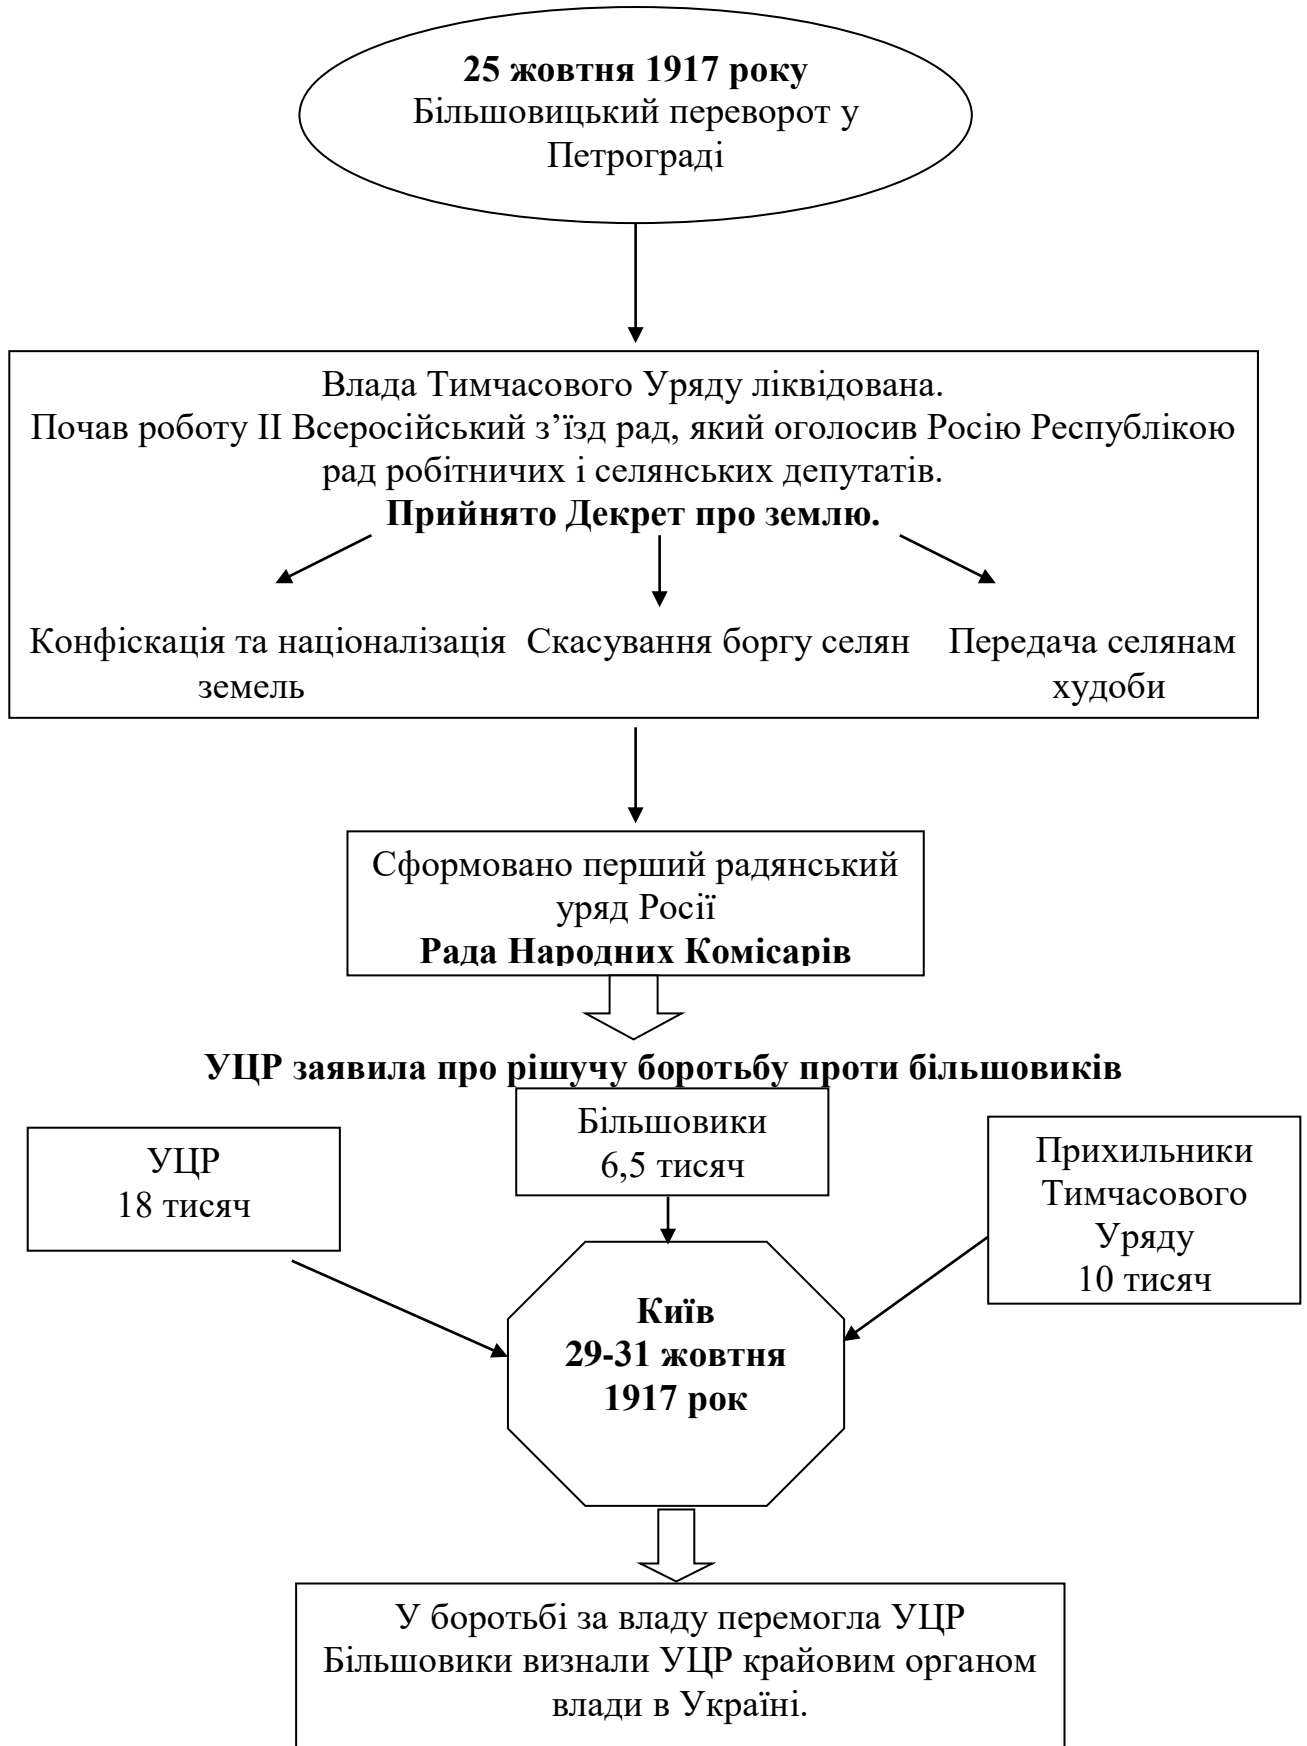 25 жовтня 1917 року
Більшовицький переворот у
Петрограді
Влада Тимчасового Уряду ліквідована.
Почав роботу ІІ Всеросійський з’їзд рад, який оголосив Росію Республікою
рад робітничих і селянських депутатів.
Прийнято Декрет про землю.
Конфіскація та націоналізація
земель
Скасування боргу селян
Передача селянам
худоби
Сформовано перший радянський
уряд Росії
Рада Народних Комісарів
УЦР заявила про рішучу боротьбу проти більшовиків
УЦР
18 тисяч
Більшовики
6,5 тисяч
Прихильники
Тимчасового
Уряду
10 тисяч
Київ
29-31 жовтня
1917 рок
У боротьбі за владу перемогла УЦР
Більшовики визнали УЦР крайовим органом
влади в Україні.